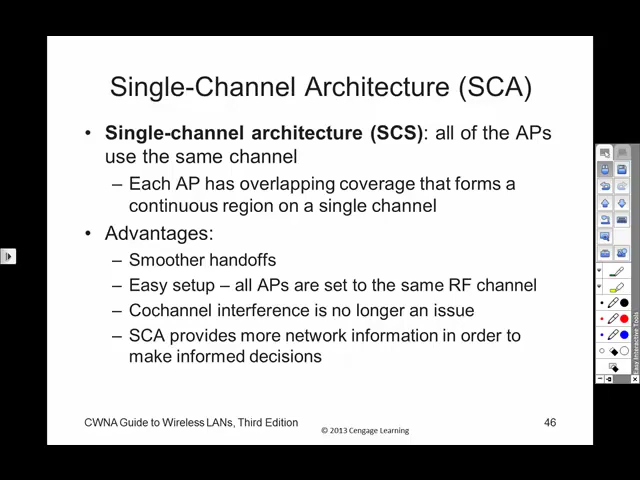 Single-Channel Architecture (SCA)
• Single-channel architecture (SCS): all of the APs
use the same channel
– Each AP has overlapping coverage that forms a
continuous region on a single channel
• Advantages:
– Smoother handoffs
– Easy setup – all APs are set to the same RF channel
– Cochannel interference is no longer an issue
– SCA provides more network information in order to
make informed decisions
CWNA Guide to Wireless LANs, Third Edition
© 2013 Cengage Learning
46
Easy Interactive Tools